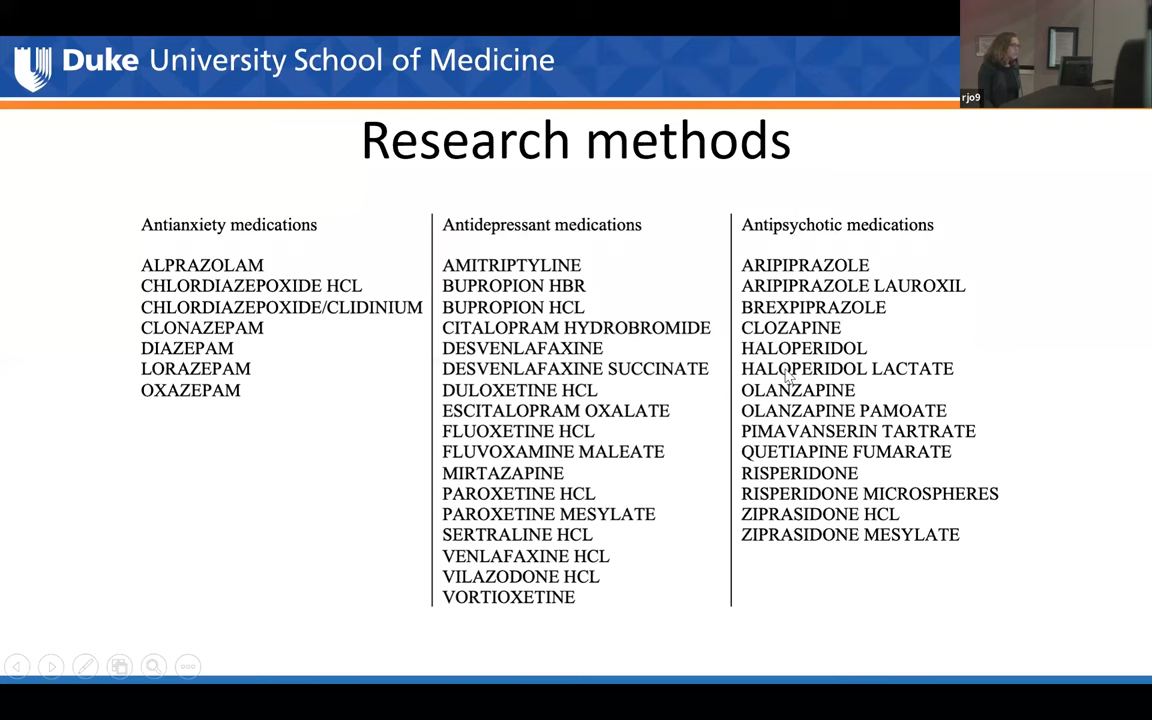 Duke University School of Medicine
rjo9
Research methods
Antianxiety medications
ALPRAZOLAM
CHLORDIAZEPOXIDE HCL
CHLORDIAZEPOXIDE/CLIDINIUM
CLONAZEPAM
DIAZEPAM
LORAZEPAM
OXAZEPAM
Antidepressant medications
AMITRIPTYLINE
BUPROPION HBR
BUPROPION HCL
CITALOPRAM HYDROBROMIDE
DESVENLAFAXINE
DESVENLAFAXINE SUCCINATE
DULOXETINE HCL
ESCITALOPRAM OXALATE
FLUOXETINE HCL
FLUVOXAMINE MALEATE
MIRTAZAPINE
PAROXETINE HCL
PAROXETINE MESYLATE
SERTRALINE HCL
VENLAFAXINE HCL
VILAZODONE HCL
VORTIOXETINE
Antipsychotic medications
ARIPIPRAZOLE
ARIPIPRAZOLE LAUROXIL
BREXPIPRAZOLE
CLOZAPINE
HALOPERIDOL
HALOPERIDOL LACTATE
OLANZAPINE
OLANZAPINE PAMOATE
PIMAVANSERIN TARTRATE
QUETIAPINE FUMARATE
RISPERIDONE
RISPERIDONE MICROSPHERES
ZIPRASIDONE HCL
ZIPRASIDONE MESYLATE